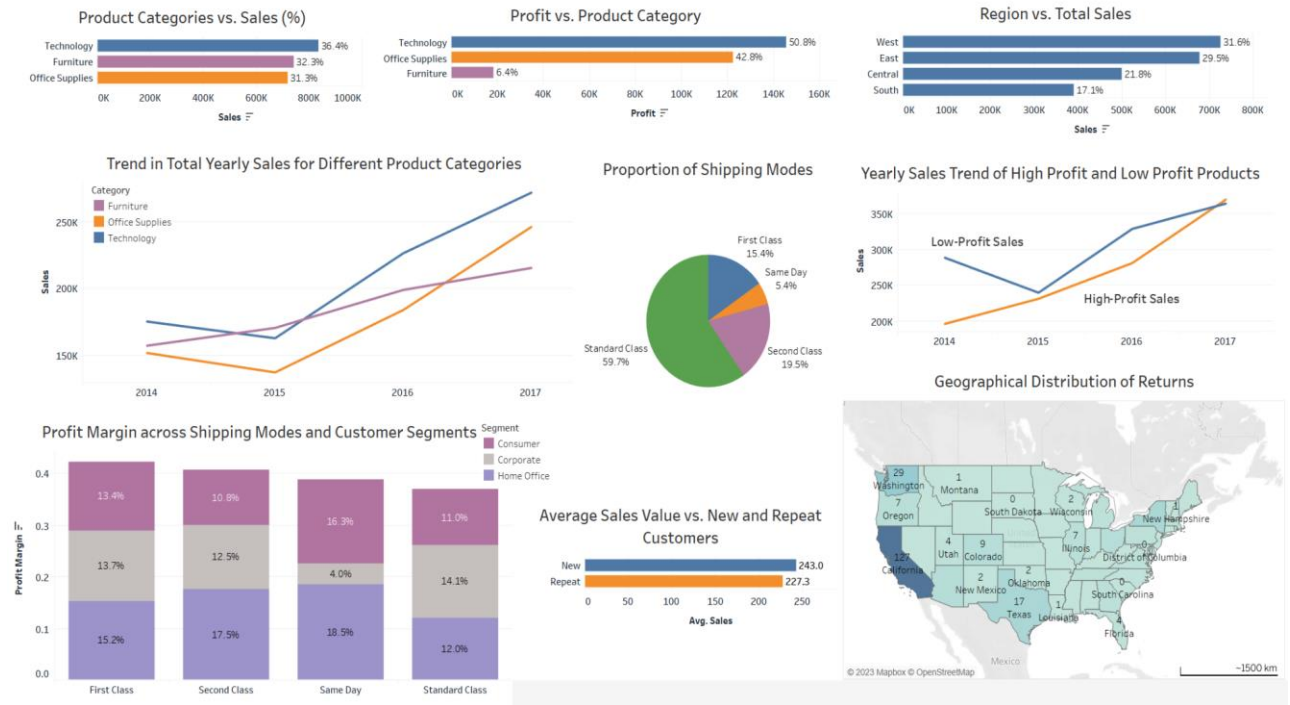 Product Categories vs. Sales (%)
Technology 36.4%
Furniture 32.3%
Office Supplies 31.3%
0K 200K 400K 600K 800K 1000K
Sales
Profit vs. Product Category
Technology 50.8%
Office Supplies 42.8%
Furniture 6.4%
0K 20K 40K 60K 80K 100K 120K 140K 160K
Profit
Region vs. Total Sales
West 31.6%
East 29.5%
Central 21.8%
South 17.1%
0K 100K 200K 300K 400K 500K 600K 700K 800K
Sales
Trend in Total Yearly Sales for Different Product Categories
Category
Furniture
Office Supplies
Technology
250K
200K
150K
Sales
2014 2015 2016 2017
Proportion of Shipping Modes
First Class
15.4%
Same Day
5.4%
Standard Class
59.7%
Second Class
19.5%
Yearly Sales Trend of High Profit and Low Profit Products
350K
300K
250K
200K
Sales
Low-Profit Sales
High-Profit Sales
2014 2015 2016 2017
Profit Margin across Shipping Modes and Customer Segments
Segment
Consumer
Corporate
Home Office
0.4
0.3
0.2
0.1
0.0
Profit Margin
13.4% 10.8% 16.3% 11.0%
13.7% 12.5% 4.0% 14.1%
15.2% 17.5% 18.5% 12.0%
First Class Second Class Same Day Standard Class
Average Sales Value vs. New and Repeat
Customers
New 243.0
Repeat 227.3
0 50 100 150 200 250
Avg. Sales
Geographical Distribution of Returns
29
Washington
1
Montana
7
Oregon
0
South Dakota
2
Wisconsin
1
New Hampshire
127
California
4
Utah
9
Colorado
7
Illinois
0
District of Columbia
2
New Mexico
2
Oklahoma
0
South Carolina
17
Texas
1
Louisiana
4
Florida
Mexico
© 2023 Mapbox © OpenStreetMap
~1500 km